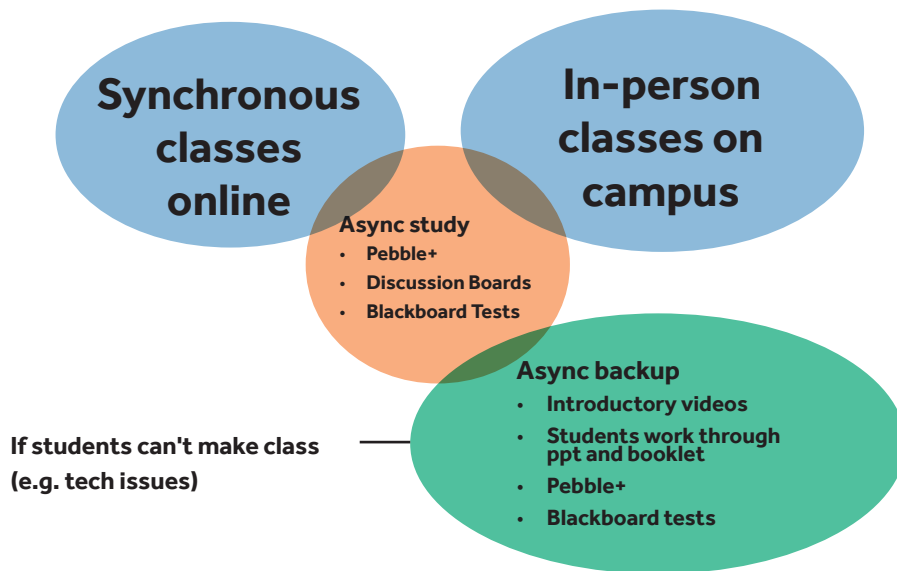 Synchronous
classes
online
In-person
classes on
campus
Async study
• Pebble+
• Discussion Boards
• Blackboard Tests
Async backup
• Introductory videos
• Students work through
ppt and booklet
• Pebble+
• Blackboard tests
If students can't make class
(e.g. tech issues)